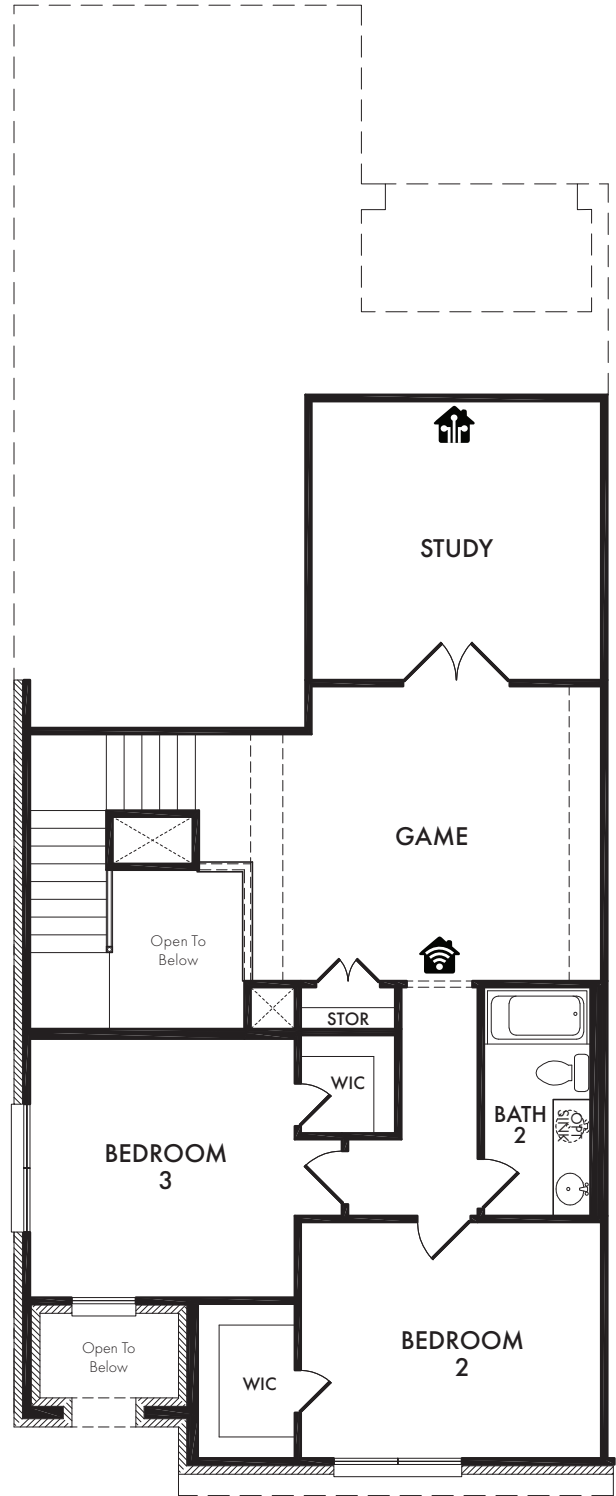 STUDY
GAME
Open To
Below
STOR
WIC
BATH
2
OPT
SINK
BEDROOM
3
Open To
Below
BEDROOM
2
WIC